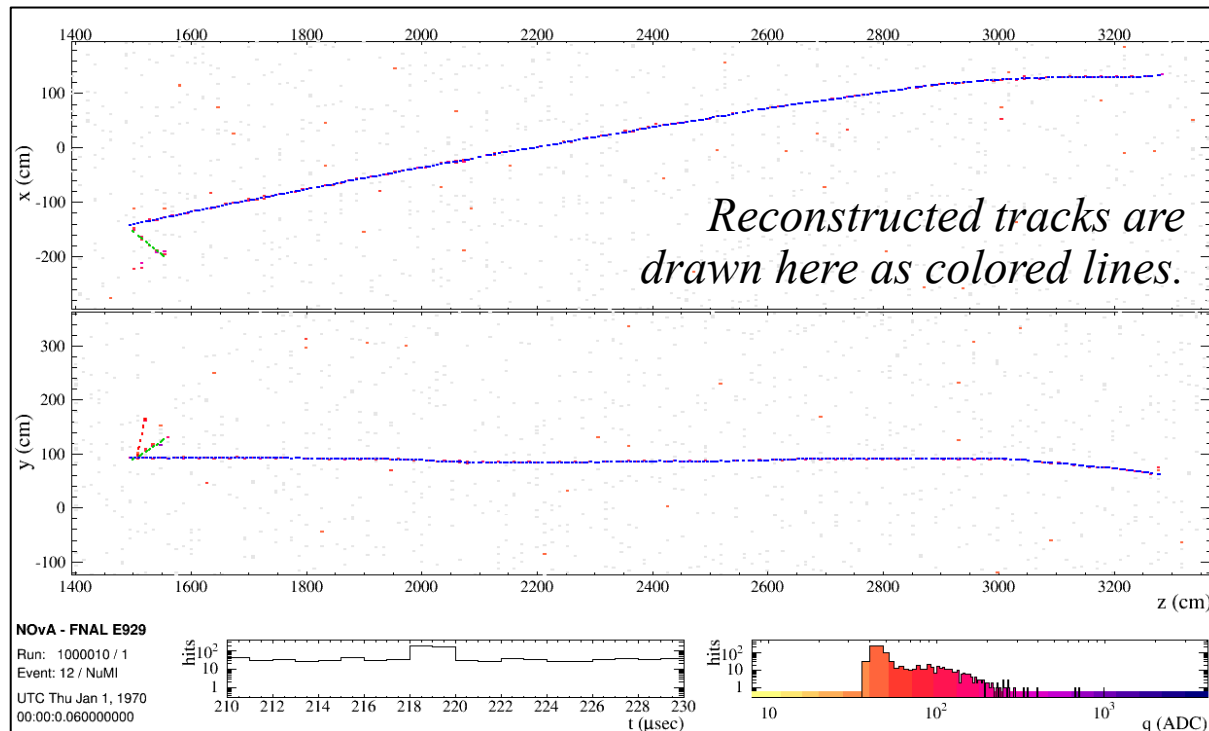 1400 1600 1800 2000 2200 2400 2600 2800 3000 3200
100
0
-100
-200
x (cm)
Reconstructed tracks are
drawn here as colored lines.
300
200
100
0
-100
y (cm)
1400 1600 1800 2000 2200 2400 2600 2800 3000 3200
z (cm)
NOvA - FNAL E929
Run: 1000010 / 1
Event: 12 / NuMI
UTC Thu Jan 1, 1970
00:00:0.060000000
hits
10²
10
1
210 212 214 216 218 220 222 224 226 228 230
t (μsec)
hits
10²
10
1
10 10² 10³
q (ADC)